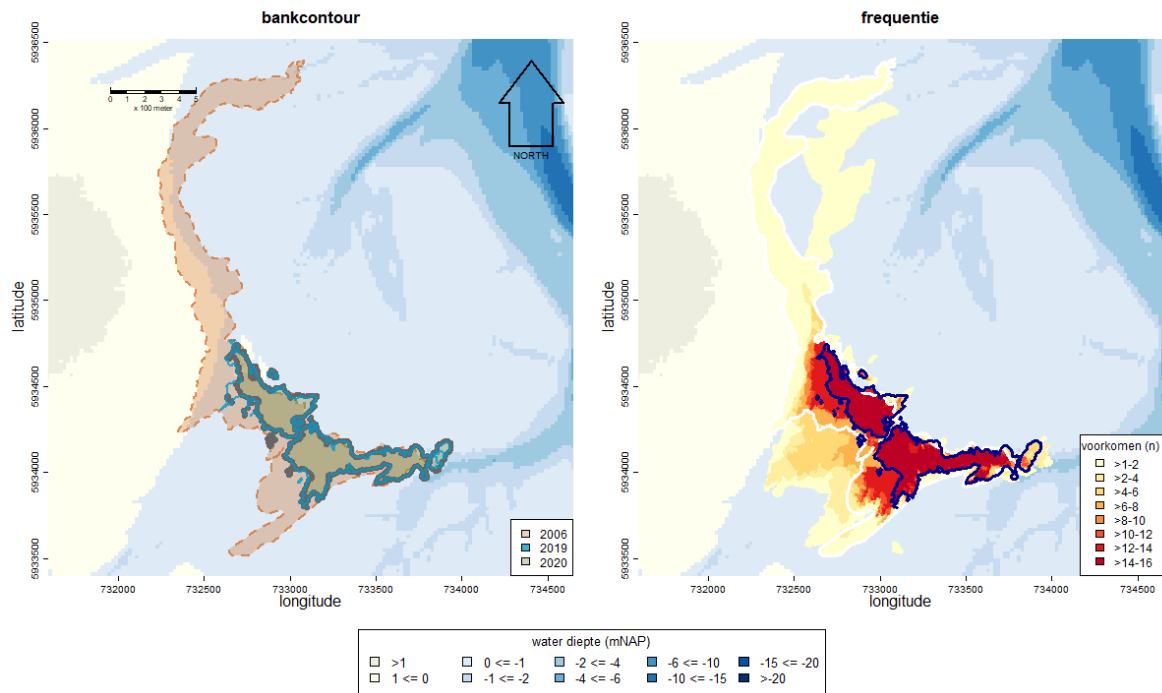 bankcontour
frequentie
5936500
5936000
5935500
5935000
5934500
5934000
5933500
latitude
0 1 2 3 4 5
x 100 meter
NORTH
2006
2019
2020
732000 732500 733000 733500 734000 734500
longitude
5936500
5936000
5935500
5935000
5934500
5934000
5933500
latitude
voorkomen (n)
>1-2
>2-4
>4-6
>6-8
>8-10
>10-12
>12-14
>14-16
732000 732500 733000 733500 734000 734500
longitude
water diepte (mNAP)
>1 0 <= -1 -2 <= -4 -6 <= -10 -15 <= -20
1 <= 0 -1 <= -2 -4 <= -6 -10 <= -15 >-20